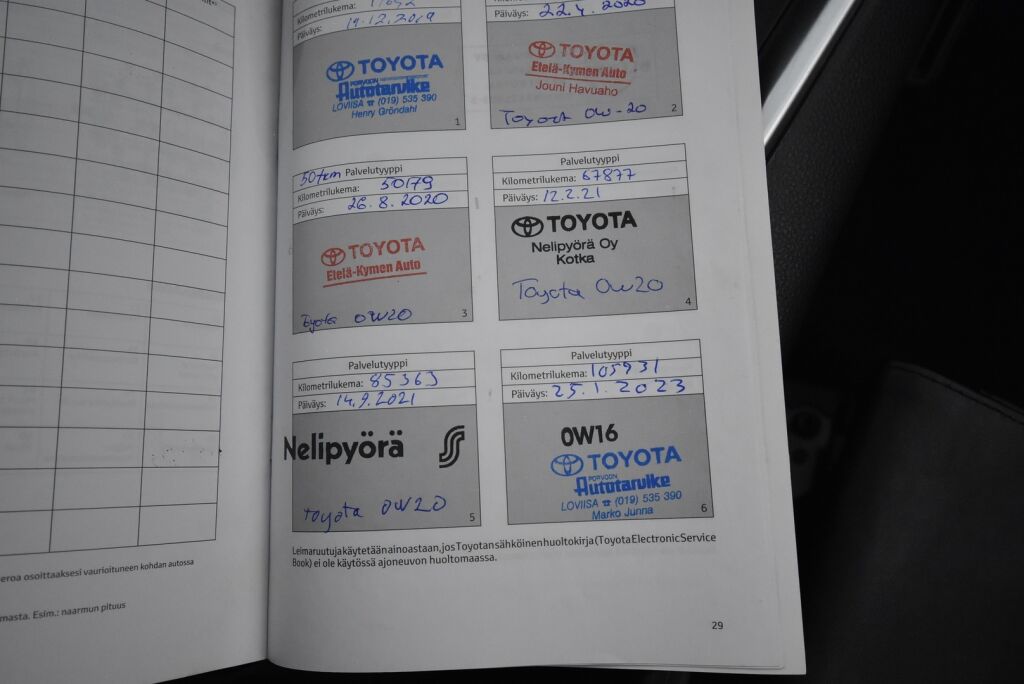 Kilometrilukema:
Päiväys: 19.12.2019
TOYOTA
PORVOON
Autotarvike
LOVIISA ☎ (019) 535 390
Henry Gröndahl
1
Päiväys: 22.4.2020
TOYOTA
Etelä-Kymen Auto
Jouni Havuaho
Toyota 0W-20
2
50tkm Palvelutyyppi
Kilometrilukema: 50179
Päiväys: 26.8.2020
TOYOTA
Etelä-Kymen Auto
Toyota 0W20
3
Palvelutyyppi
Kilometrilukema: 67877
Päiväys: 12.2.21
TOYOTA
Nelipyörä Oy
Kotka
Toyota 0W20
4
Palvelutyyppi
Kilometrilukema: 85363
Päiväys: 14.9.2021
Nelipyörä
Toyota 0W20
5
Palvelutyyppi
Kilometrilukema: 105931
Päiväys: 25.1.2023
0W16
TOYOTA
PORVOON
Autotarvike
LOVIISA ☎ (019) 535 390
Marko Junna
6
Leimaruutuja käytetään ainoastaan, jos Toyotan sähköinen huoltokirja (Toyota Electronic Service
Book) ei ole käytössä ajoneuvon huoltomaassa.
29
eroa osoittaaksesi vaurioituneen kohdan autossa
masta. Esim.: naarmun pituus